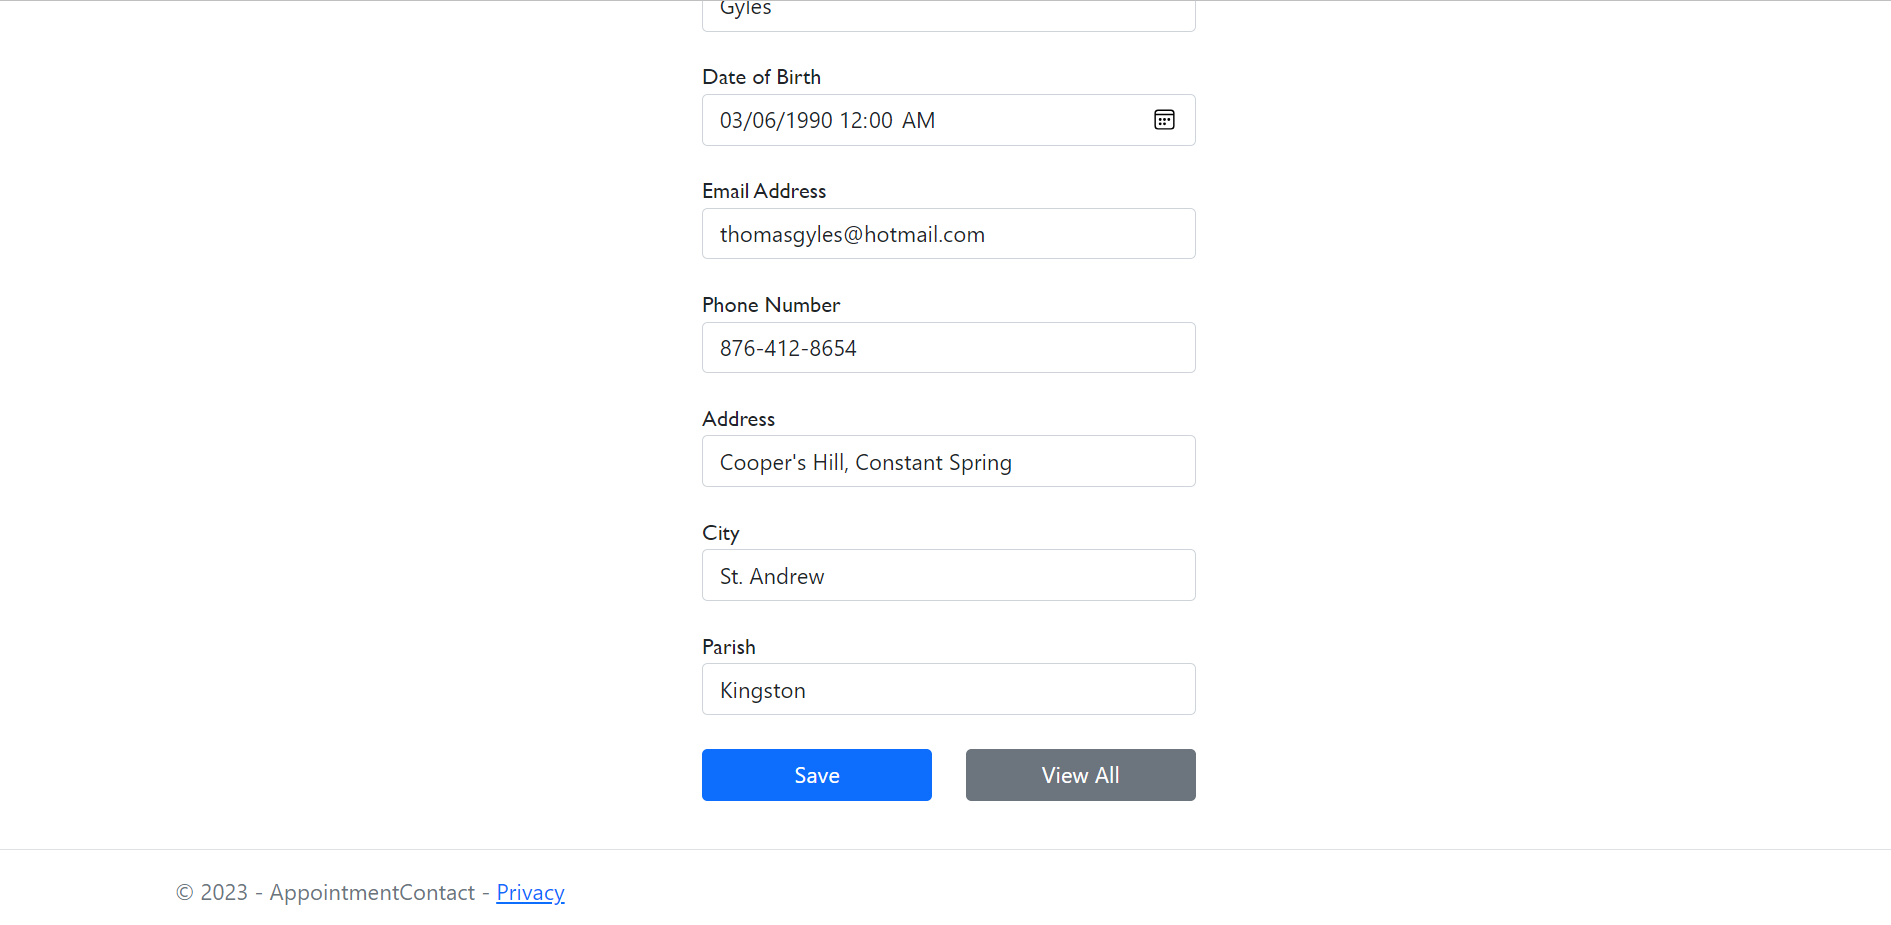 Gyles
Date of Birth
03/06/1990 12:00 AM
Email Address
thomasgyles@hotmail.com
Phone Number
876-412-8654
Address
Cooper's Hill, Constant Spring
City
St. Andrew
Parish
Kingston
Save
View All
© 2023 - AppointmentContact - Privacy